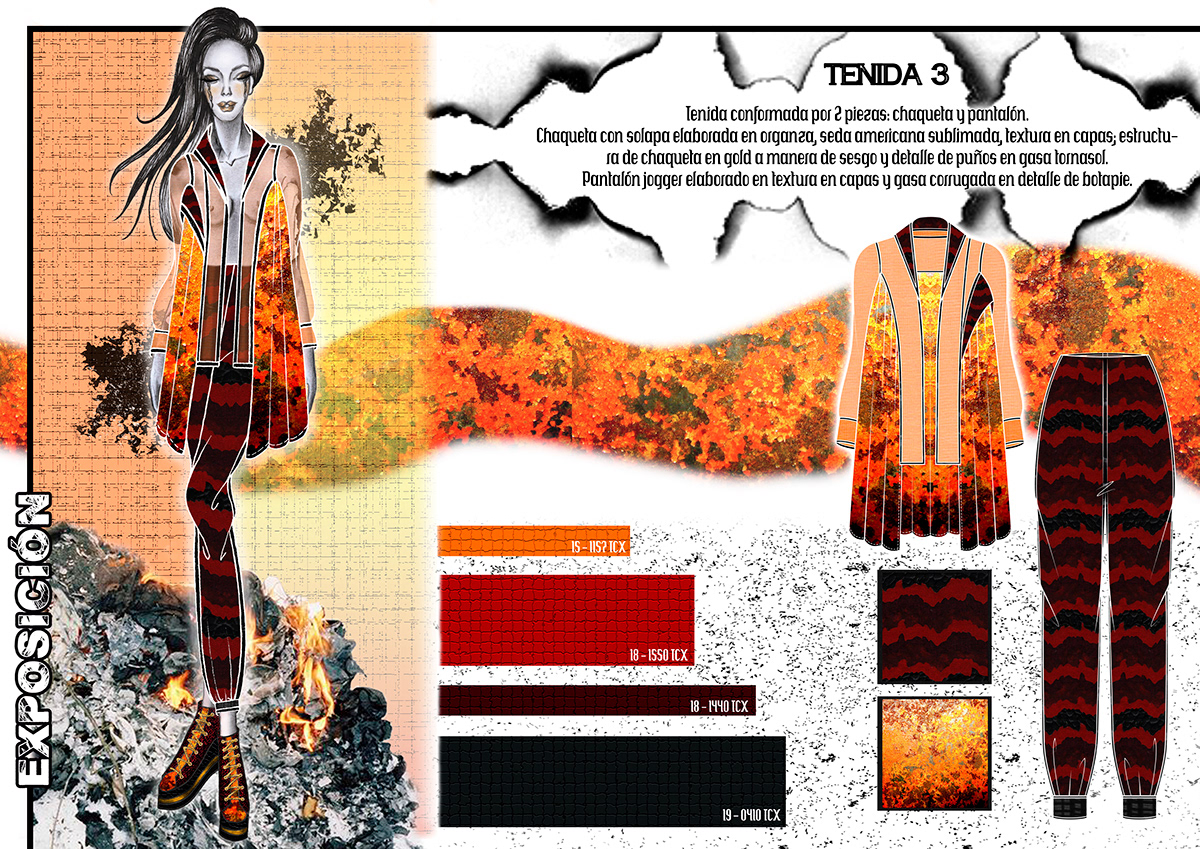 TENIDA 3
Tenida conformada por 2 piezas: chaqueta y pantalón.
Chaqueta con solapa elaborada en organza, seda americana sublimada, textura en capas; estructu-
ra de chaqueta en gold a manera de sesgo y detalle de puños en gasa tornasol.
Pantalón jogger elaborado en textura en capas y gasa corrugada en detalle de botapie.
EXPOSICIÓN
15 - 1157 TCX
18 - 1550 TCX
18 - 1440 TCX
19 - 0410 TCX